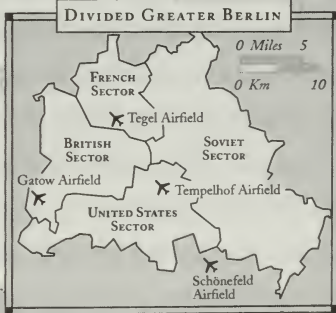 DIVIDED GREATER BERLIN
0 Miles 5
0 Km 10
FRENCH
SECTOR
Tegel Airfield
BRITISH
SECTOR
SOVIET
SECTOR
Gatow Airfield
Tempelhof Airfield
UNITED STATES
SECTOR
Schönefeld
Airfield